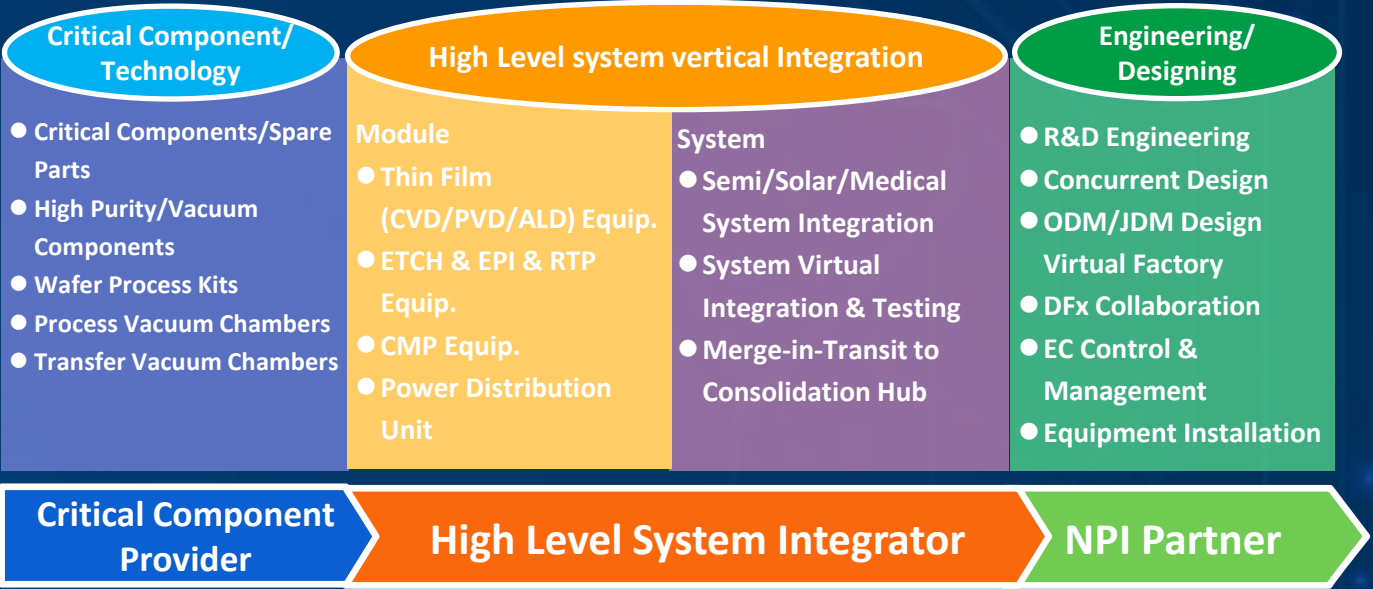 Critical Component/
Technology
● Critical Components/Spare
Parts
● High Purity/Vacuum
Components
● Wafer Process Kits
● Process Vacuum Chambers
● Transfer Vacuum Chambers
High Level system vertical Integration
Module
● Thin Film
(CVD/PVD/ALD) Equip.
● ETCH & EPI & RTP
Equip.
● CMP Equip.
● Power Distribution
Unit
System
● Semi/Solar/Medical
System Integration
● System Virtual
Integration & Testing
● Merge-in-Transit to
Consolidation Hub
Engineering/
Designing
● R&D Engineering
● Concurrent Design
● ODM/JDM Design
Virtual Factory
● DFx Collaboration
● EC Control &
Management
● Equipment Installation
Critical Component
Provider
High Level System Integrator
NPI Partner